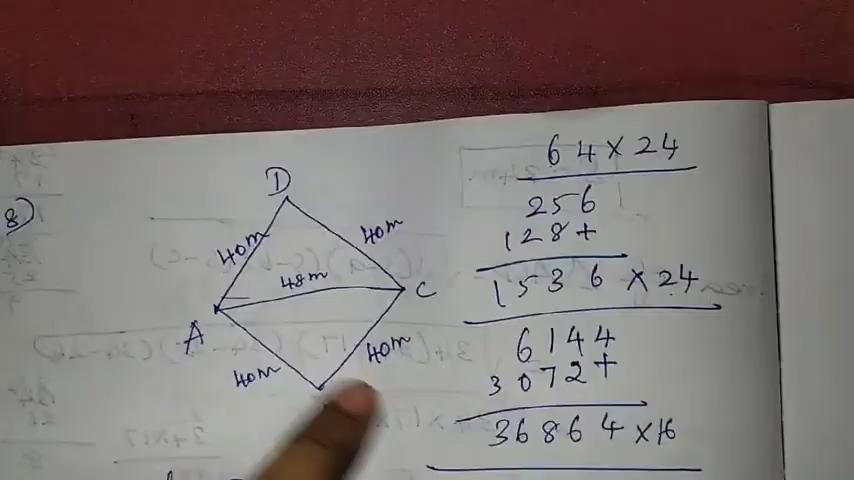 8)
D
40m
40m
48m
A
C
40m
40m
64 x 24
256
128+
1536 x 24
6144
3072+
36864 x 16